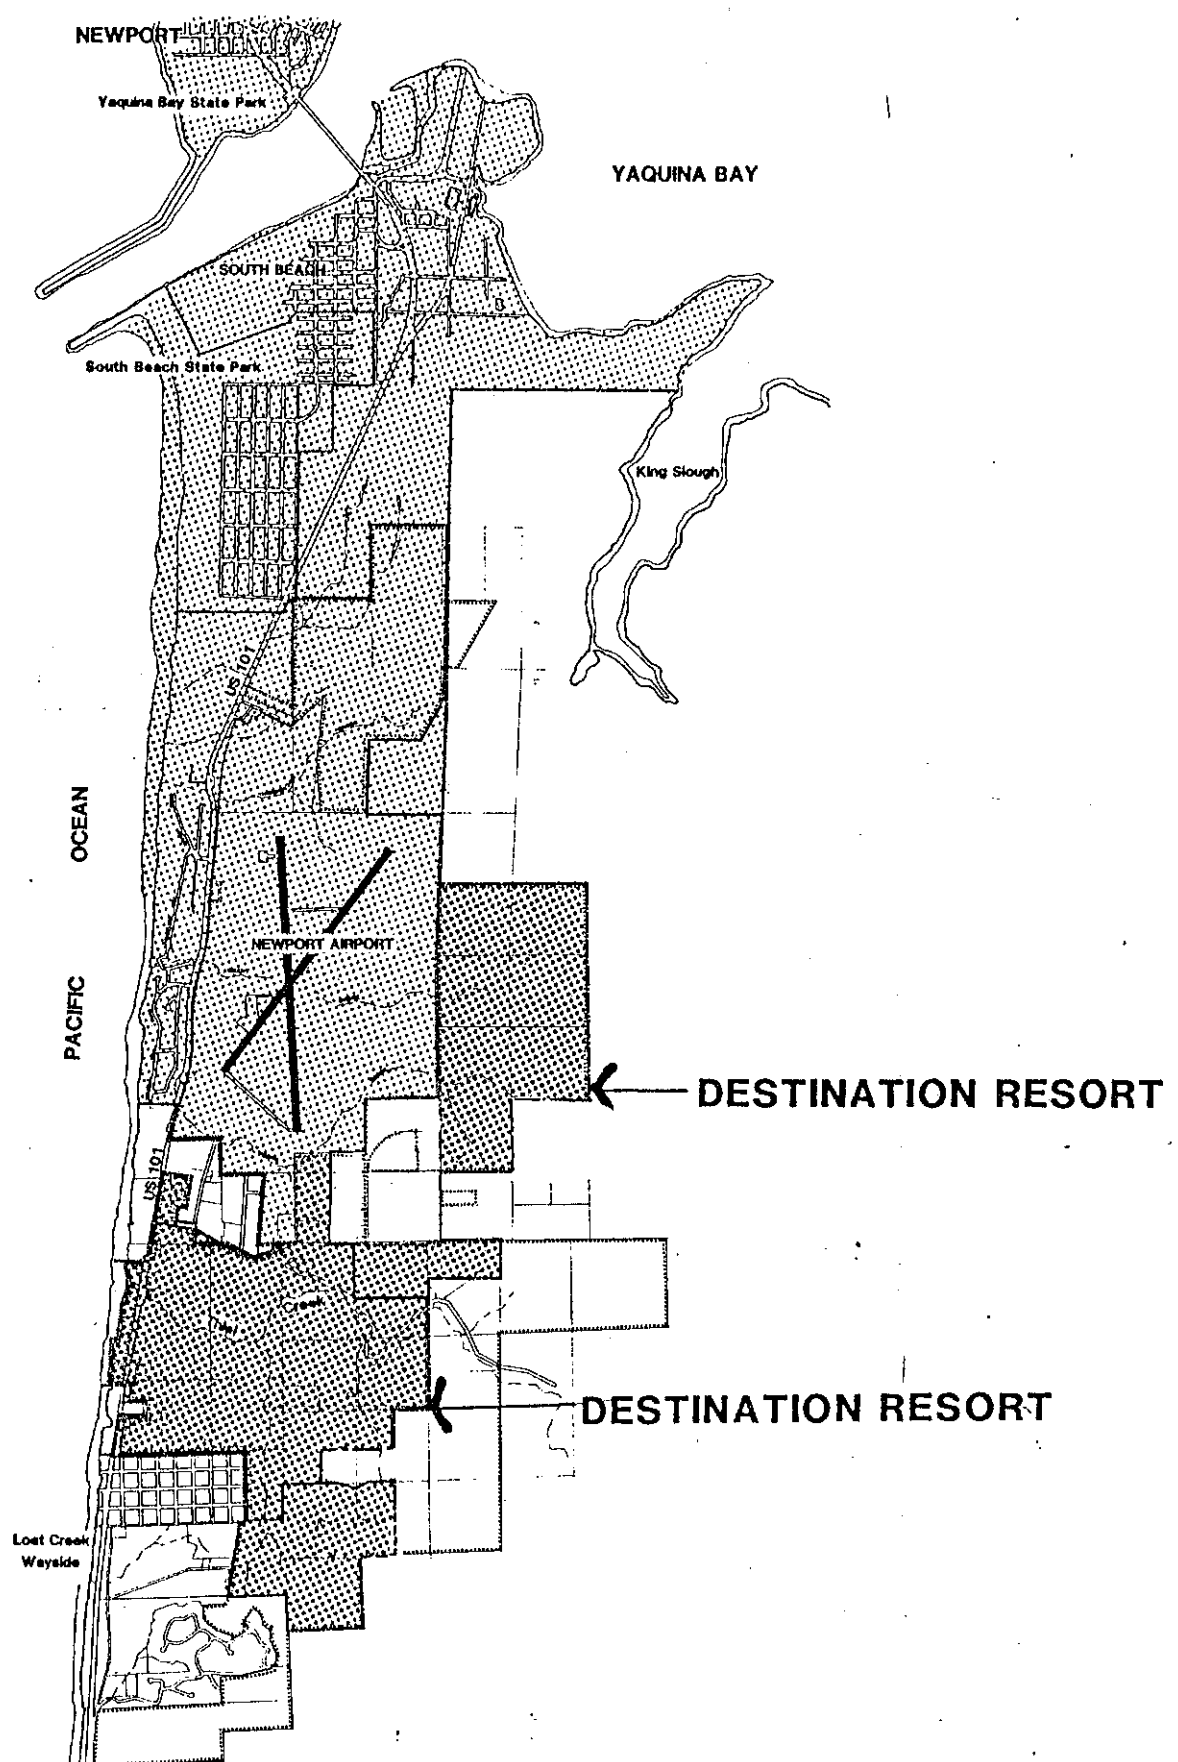 NEWPORT
Yaquina Bay State Park
YAQUINA BAY
SOUTH BEACH
South Beach State Park
King Slough
US 101
OCEAN
PACIFIC
NEWPORT AIRPORT
DESTINATION RESORT
US 101
Creek
Thiel
DESTINATION RESORT
Lost Creek
Wayside